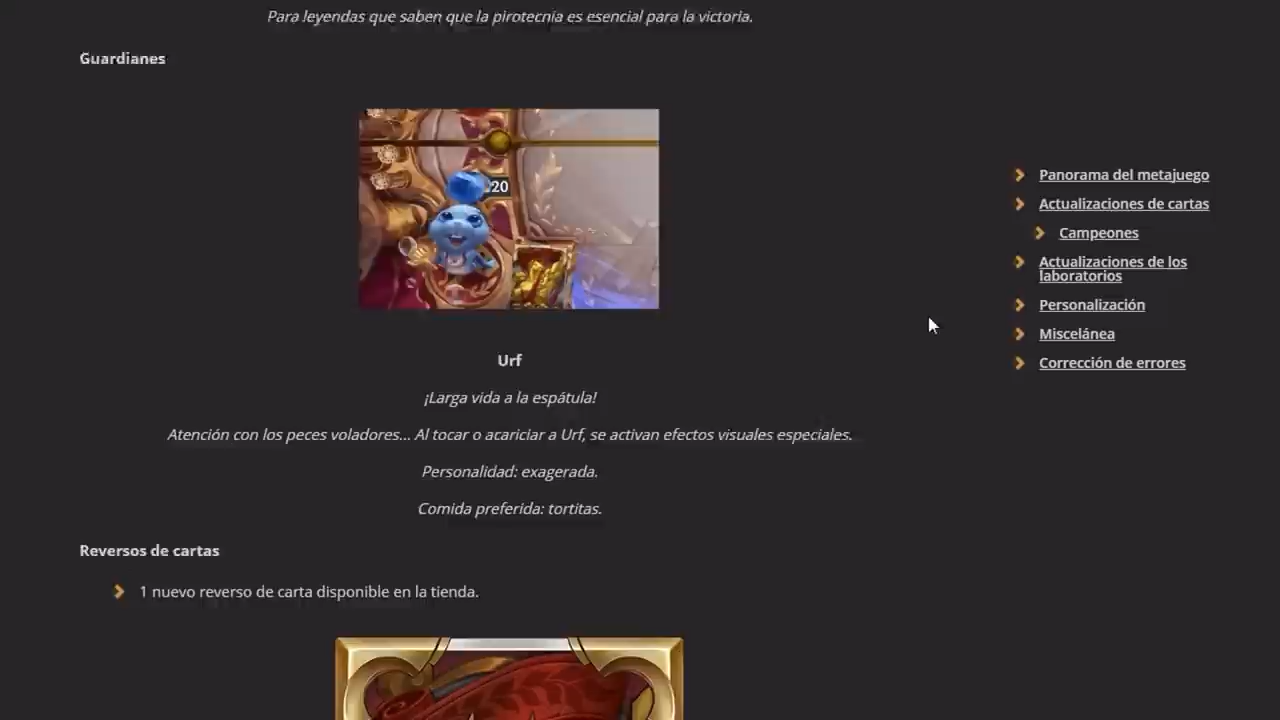 Para leyendas que saben que la pirotecnia es esencial para la victoria.
Guardianes
20
Urf
¡Larga vida a la espátula!
Atención con los peces voladores... Al tocar o acariciar a Urf, se activan efectos visuales especiales.
Personalidad: exagerada.
Comida preferida: tortitas.
Reversos de cartas
1 nuevo reverso de carta disponible en la tienda.
Panorama del metajuego
Actualizaciones de cartas
Campeones
Actualizaciones de los
laboratorios
Personalización
Miscelánea
Corrección de errores